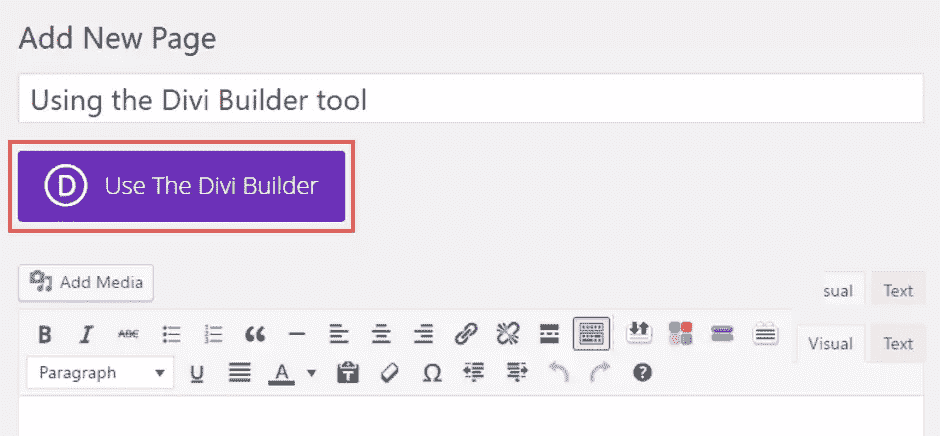 Add New Page
Using the Divi Builder tool
D Use The Divi Builder
Add Media
sual Text
B I ABC
Visual Text
Paragraph U A Ω ?